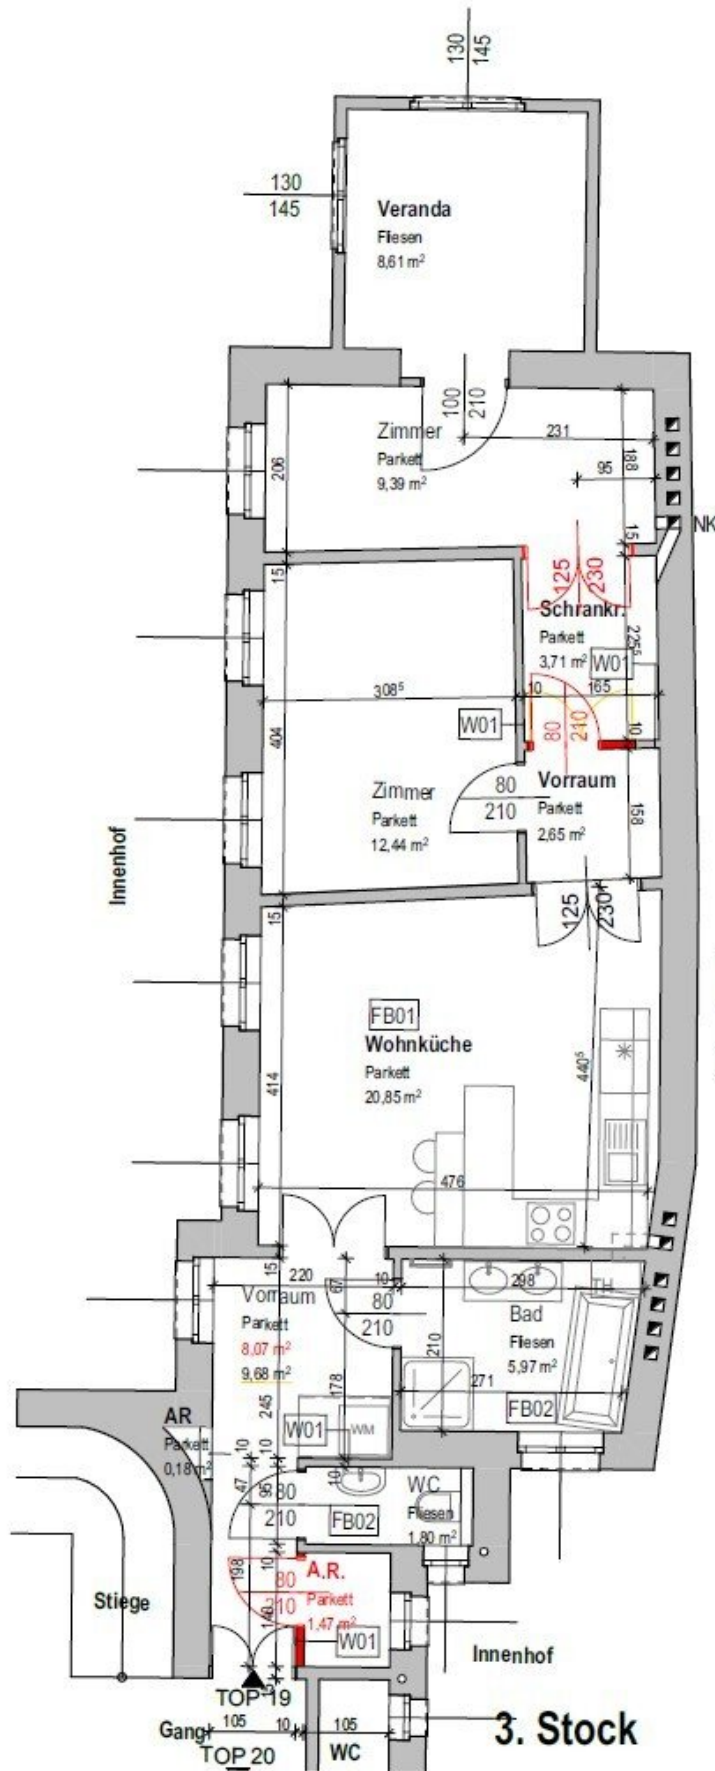 130
145
130
145
Veranda
Fliesen
8,61 m²
100
210
231
Zimmer
Parkett
9,39 m²
206
188
95
15
NK
15
125
230
Schrankr.
Parkett
3,71 m²
225⁵
W01
308⁵
10
165
W01
80
210
10
404
Zimmer
Parkett
12,44 m²
80
210
Vorraum
Parkett
2,65 m²
158
Innenhof
15
125
230
FB01
Wohnküche
Parkett
20,85 m²
414
440⁵
476
15
220
67
10
298
TH
Vorraum
Parkett
8,07 m²
9,68 m²
80
210
Bad
Fliesen
5,97 m²
210
271
FB02
245
178
W01
WM
AR
Parkett
0,18 m²
10
10
10
47
95
80
210
WC
Fliesen
1,80 m²
FB02
198
10
80
210
A.R.
Parkett
1,47 m²
140
W01
Stiege
Innenhof
TOP 19
15
Gang
105
10
105
TOP 20
WC
3. Stock